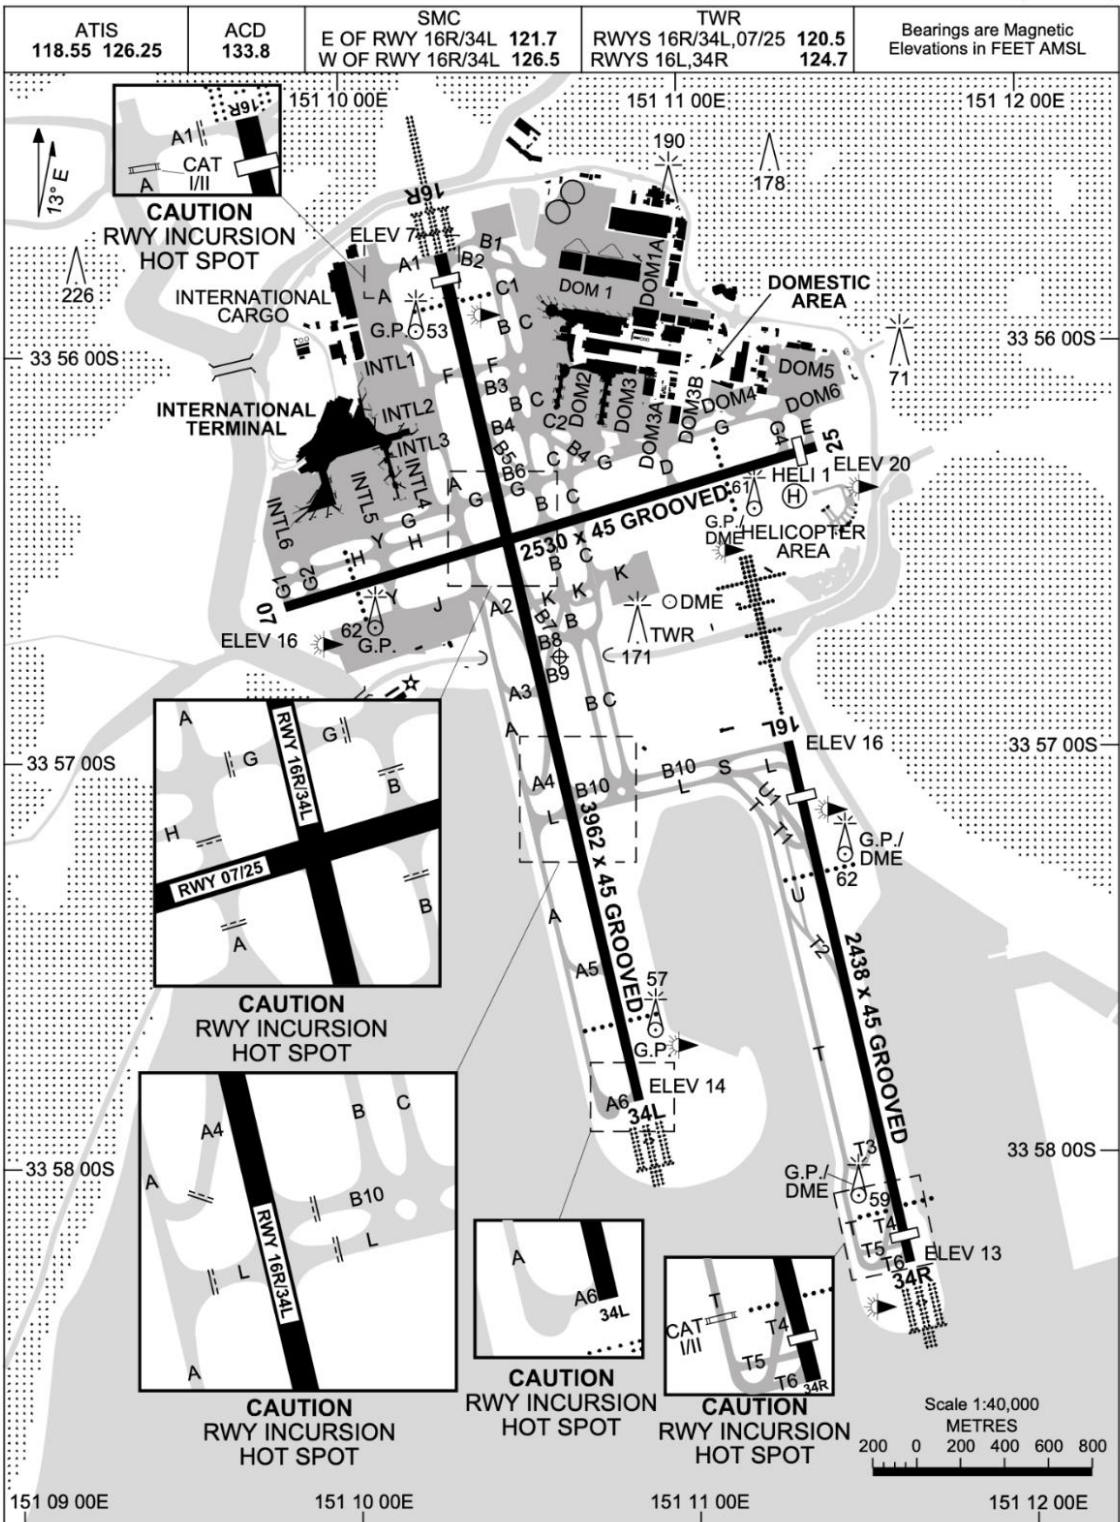 ATIS
118.55 126.25
ACD
133.8
SMC
E OF RWY 16R/34L 121.7
W OF RWY 16R/34L 126.5
TWR
RWYS 16R/34L,07/25 120.5
RWYS 16L,34R 124.7
Bearings are Magnetic
Elevations in FEET AMSL
151 10 00E
151 11 00E
151 12 00E
13° E
16R
A1
CAT
I/II
A
CAUTION
RWY INCURSION
HOT SPOT
190
178
226
16R
ELEV 7
A1
B2
B1
A
C1
G.P.
53
B
C
INTERNATIONAL
CARGO
DOM 1
DOM1A
DOMESTIC
AREA
33 56 00S
33 56 00S
71
INTL1
F
F
B3
B
C
DOM2
DOM3
DOM3A
DOM3B
DOM4
DOM5
DOM6
INTERNATIONAL
TERMINAL
INTL2
INTL3
INTL4
INTL5
INTL6
B4
C2
B5
B6
C
B4
G
D
G
G4
E
25
A
G
G
B
C
G
H
Y
H
G1
G2
61
HELI 1
H
ELEV 20
G.P./
DME
HELICOPTER
AREA
2530 x 45 GROOVED
07
ELEV 16
62
G.P.
Y
J
A2
B
C
K
K
K
B7
B
B8
B9
DME
TWR
171
A3
A
B
C
16L
ELEV 16
33 57 00S
33 57 00S
A
G
RWY 16R/34L
G
B
H
RWY 07/25
A
B
CAUTION
RWY INCURSION
HOT SPOT
A4
B10
L
B10
L
S
L
U1
T
T1
G.P./
DME
62
U
3962 x 45 GROOVED
A
T2
2438 x 45 GROOVED
A5
57
G.P.
T
ELEV 14
A6
34L
A4
B
C
A
B10
L
L
RWY 16R/34L
A
CAUTION
RWY INCURSION
HOT SPOT
33 58 00S
33 58 00S
T3
G.P./
DME
59
T
T4
T5
T6
ELEV 13
34R
A
A6
34L
CAUTION
RWY INCURSION
HOT SPOT
T
CAT
I/II
T4
T5
T6
34R
CAUTION
RWY INCURSION
HOT SPOT
Scale 1:40,000
METRES
200 0 200 400 600 800
151 09 00E
151 10 00E
151 11 00E
151 12 00E